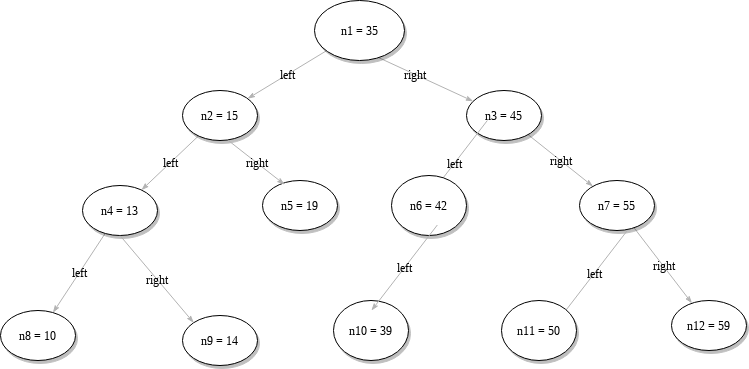 n1 = 35
left
right
n2 = 15
n3 = 45
left
right
left
right
n4 = 13
n5 = 19
n6 = 42
n7 = 55
left
right
left
left
right
n8 = 10
n9 = 14
n10 = 39
n11 = 50
n12 = 59